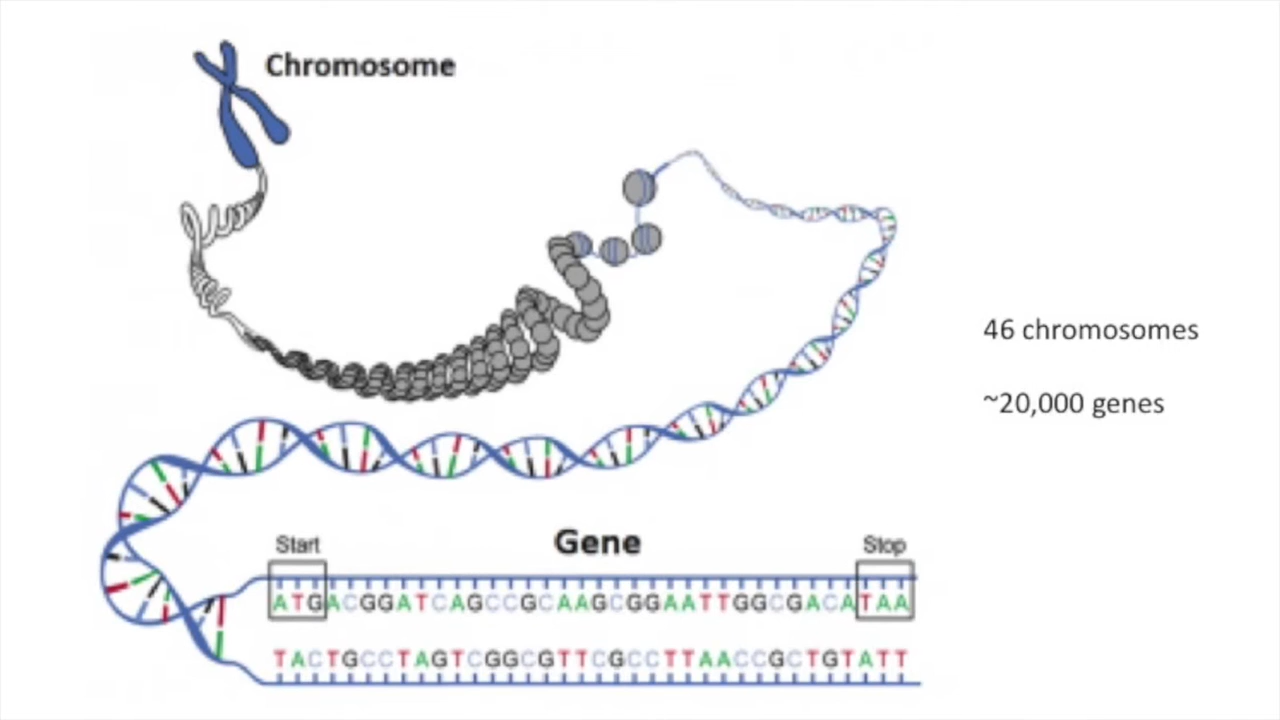 Chromosome
46 chromosomes
~20,000 genes
Start
Gene
Stop
ATGACGGATCAGCCGCAAGCGGAATTGGCGACATAA
TACTGCCTAGTCGGCGTTCGCCTTAACCGCTGTATT